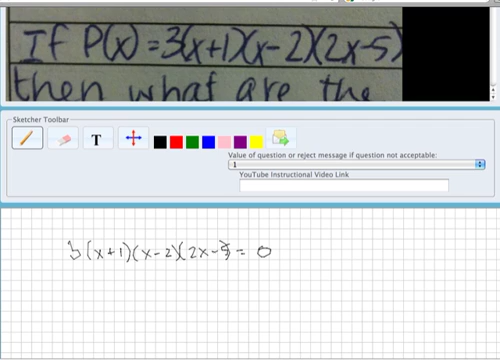 If P(x) = 3(x+1)(x-2)(2x-5)
then what are the
Sketcher Toolbar
T
Value of question or reject message if question not acceptable:
1
YouTube Instructional Video Link
3(x+1)(x-2)(2x-5)=0